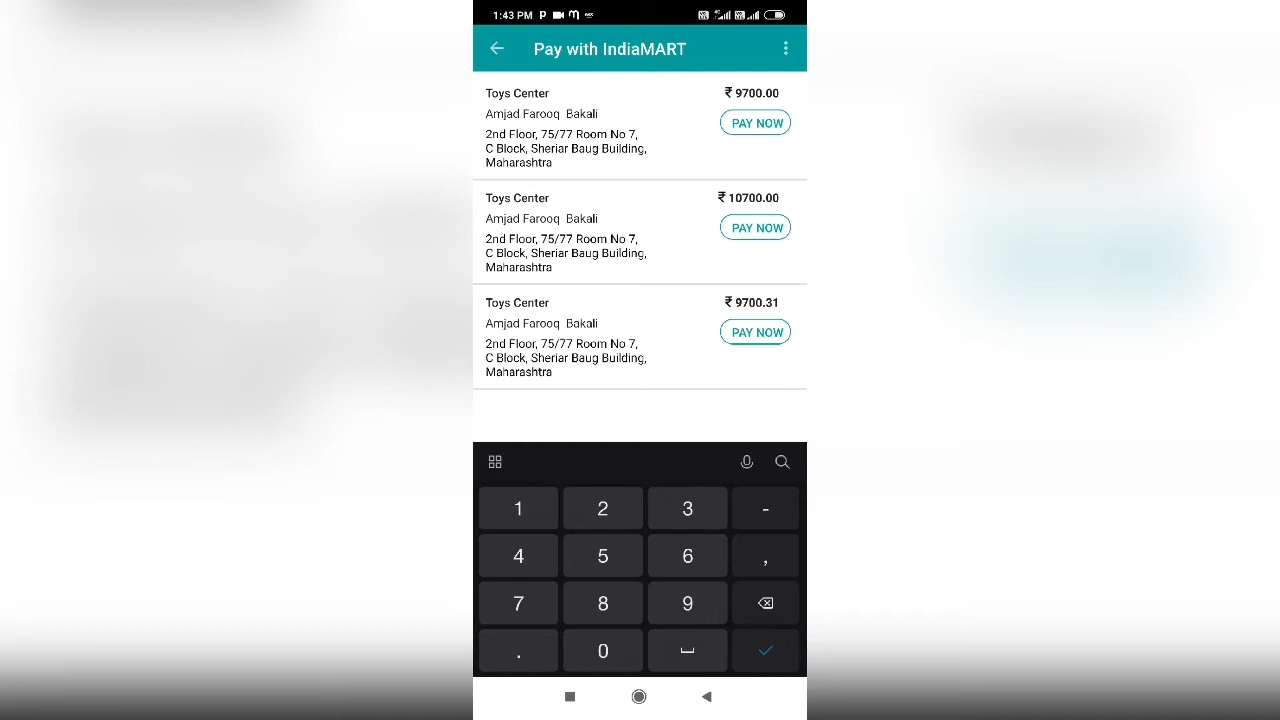 1:43 PM
Pay with IndiaMART
Toys Center
₹ 9700.00
Amjad Farooq Bakali
PAY NOW
2nd Floor, 75/77 Room No 7,
C Block, Sheriar Baug Building,
Maharashtra
Toys Center
₹ 10700.00
Amjad Farooq Bakali
PAY NOW
2nd Floor, 75/77 Room No 7,
C Block, Sheriar Baug Building,
Maharashtra
Toys Center
₹ 9700.31
Amjad Farooq Bakali
PAY NOW
2nd Floor, 75/77 Room No 7,
C Block, Sheriar Baug Building,
Maharashtra
1 2 3 -
4 5 6 ,
7 8 9
. 0